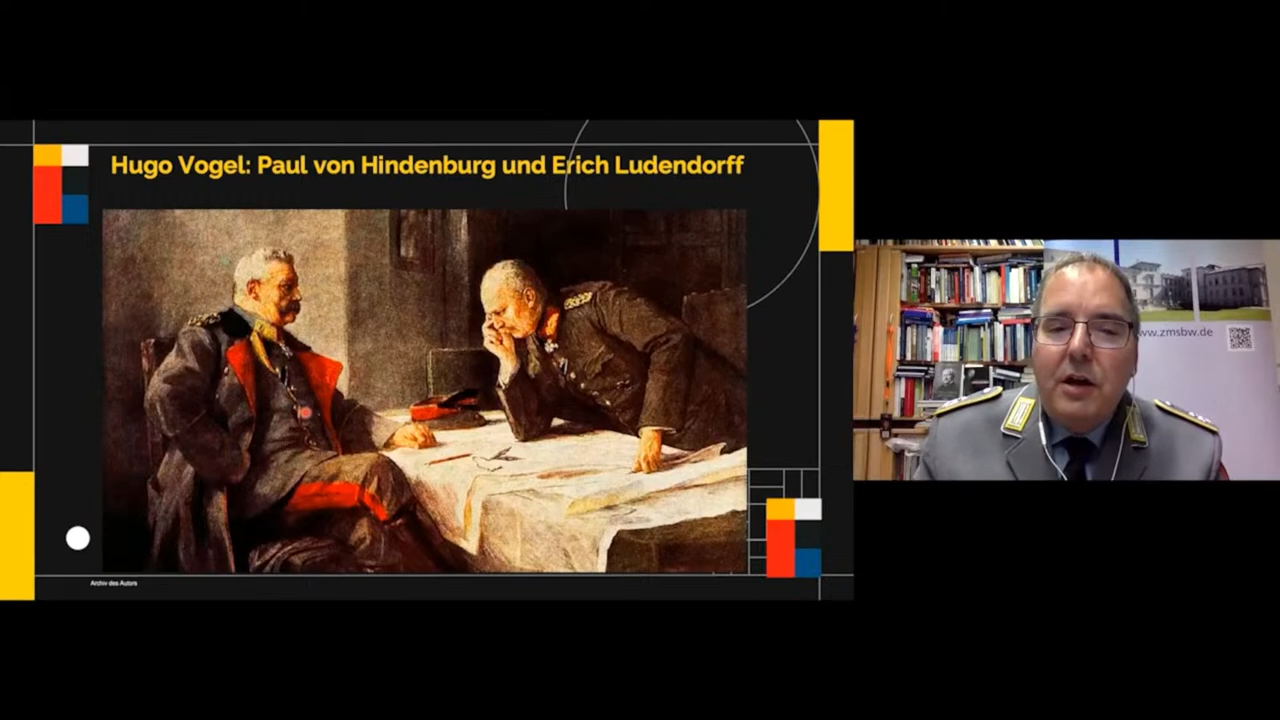 Hugo Vogel: Paul von Hindenburg und Erich Ludendorff
www.zmsbw.de
Archiv des Autors